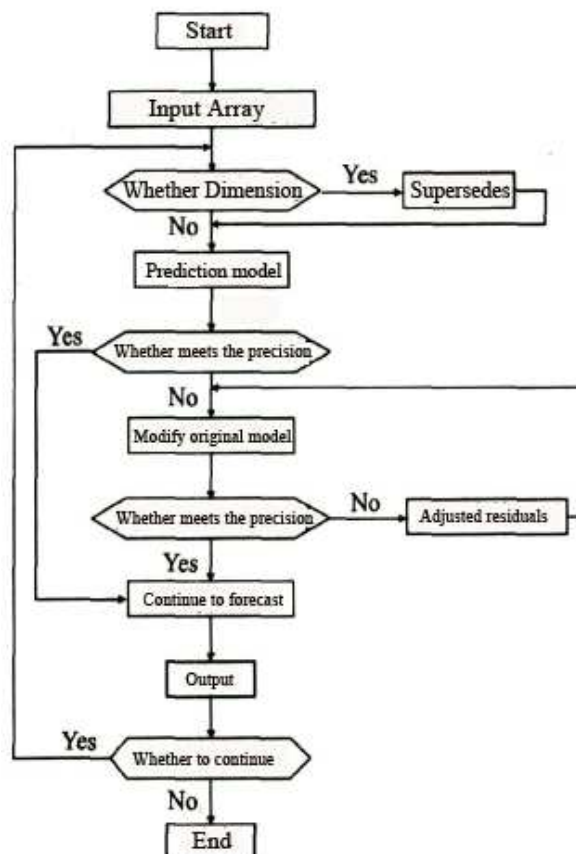 Start
Input Array
Whether Dimension
Yes
Supersedes
No
Prediction model
Yes
Whether meets the precision
No
Modify original model
Whether meets the precision
No
Adjusted residuals
Yes
Continue to forecast
Output
Yes
Whether to continue
No
End